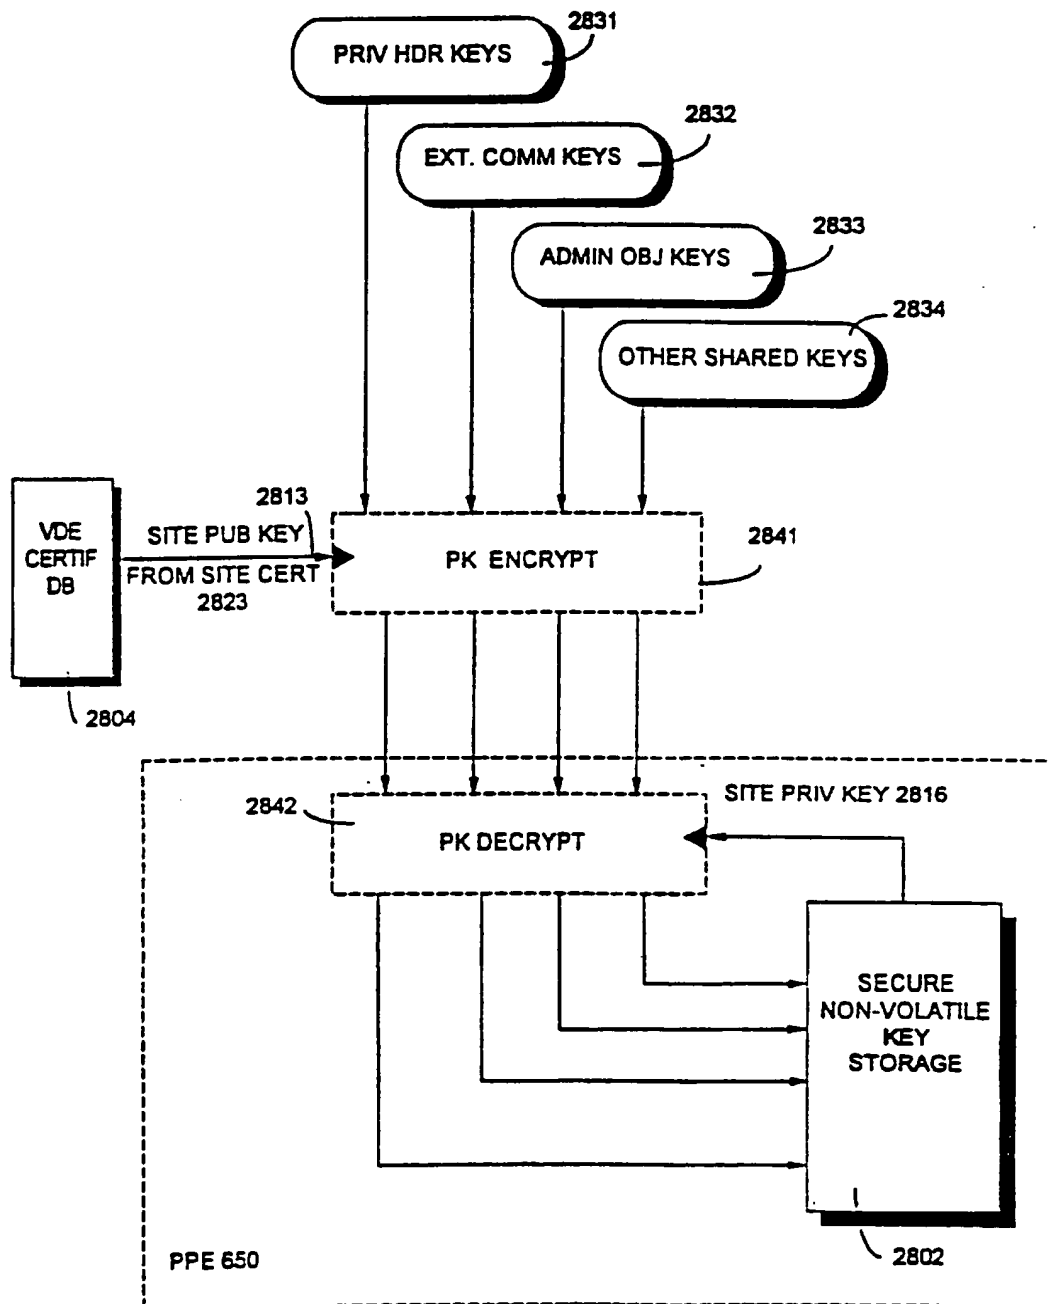 2831
PRIV HDR KEYS
2832
EXT. COMM KEYS
2833
ADMIN OBJ KEYS
2834
OTHER SHARED KEYS
2813
VDE
CERTIF
DB
SITE PUB KEY
FROM SITE CERT
2823
PK ENCRYPT
2841
2804
2842
SITE PRIV KEY 2816
PK DECRYPT
SECURE
NON-VOLATILE
KEY
STORAGE
PPE 650
2802